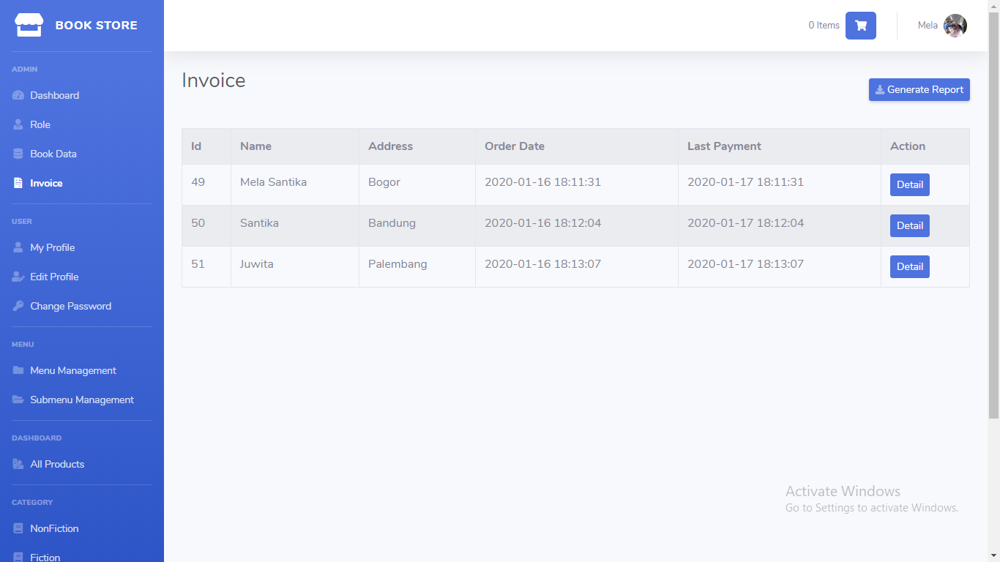 BOOK STORE
0 Items
Mela
ADMIN
Dashboard
Role
Book Data
Invoice
USER
My Profile
Edit Profile
Change Password
MENU
Menu Management
Submenu Management
DASHBOARD
All Products
CATEGORY
NonFiction
Fiction
Invoice
Generate Report
Id Name Address Order Date Last Payment Action
49 Mela Santika Bogor 2020-01-16 18:11:31 2020-01-17 18:11:31 Detail
50 Santika Bandung 2020-01-16 18:12:04 2020-01-17 18:12:04 Detail
51 Juwita Palembang 2020-01-16 18:13:07 2020-01-17 18:13:07 Detail
Activate Windows
Go to Settings to activate Windows.